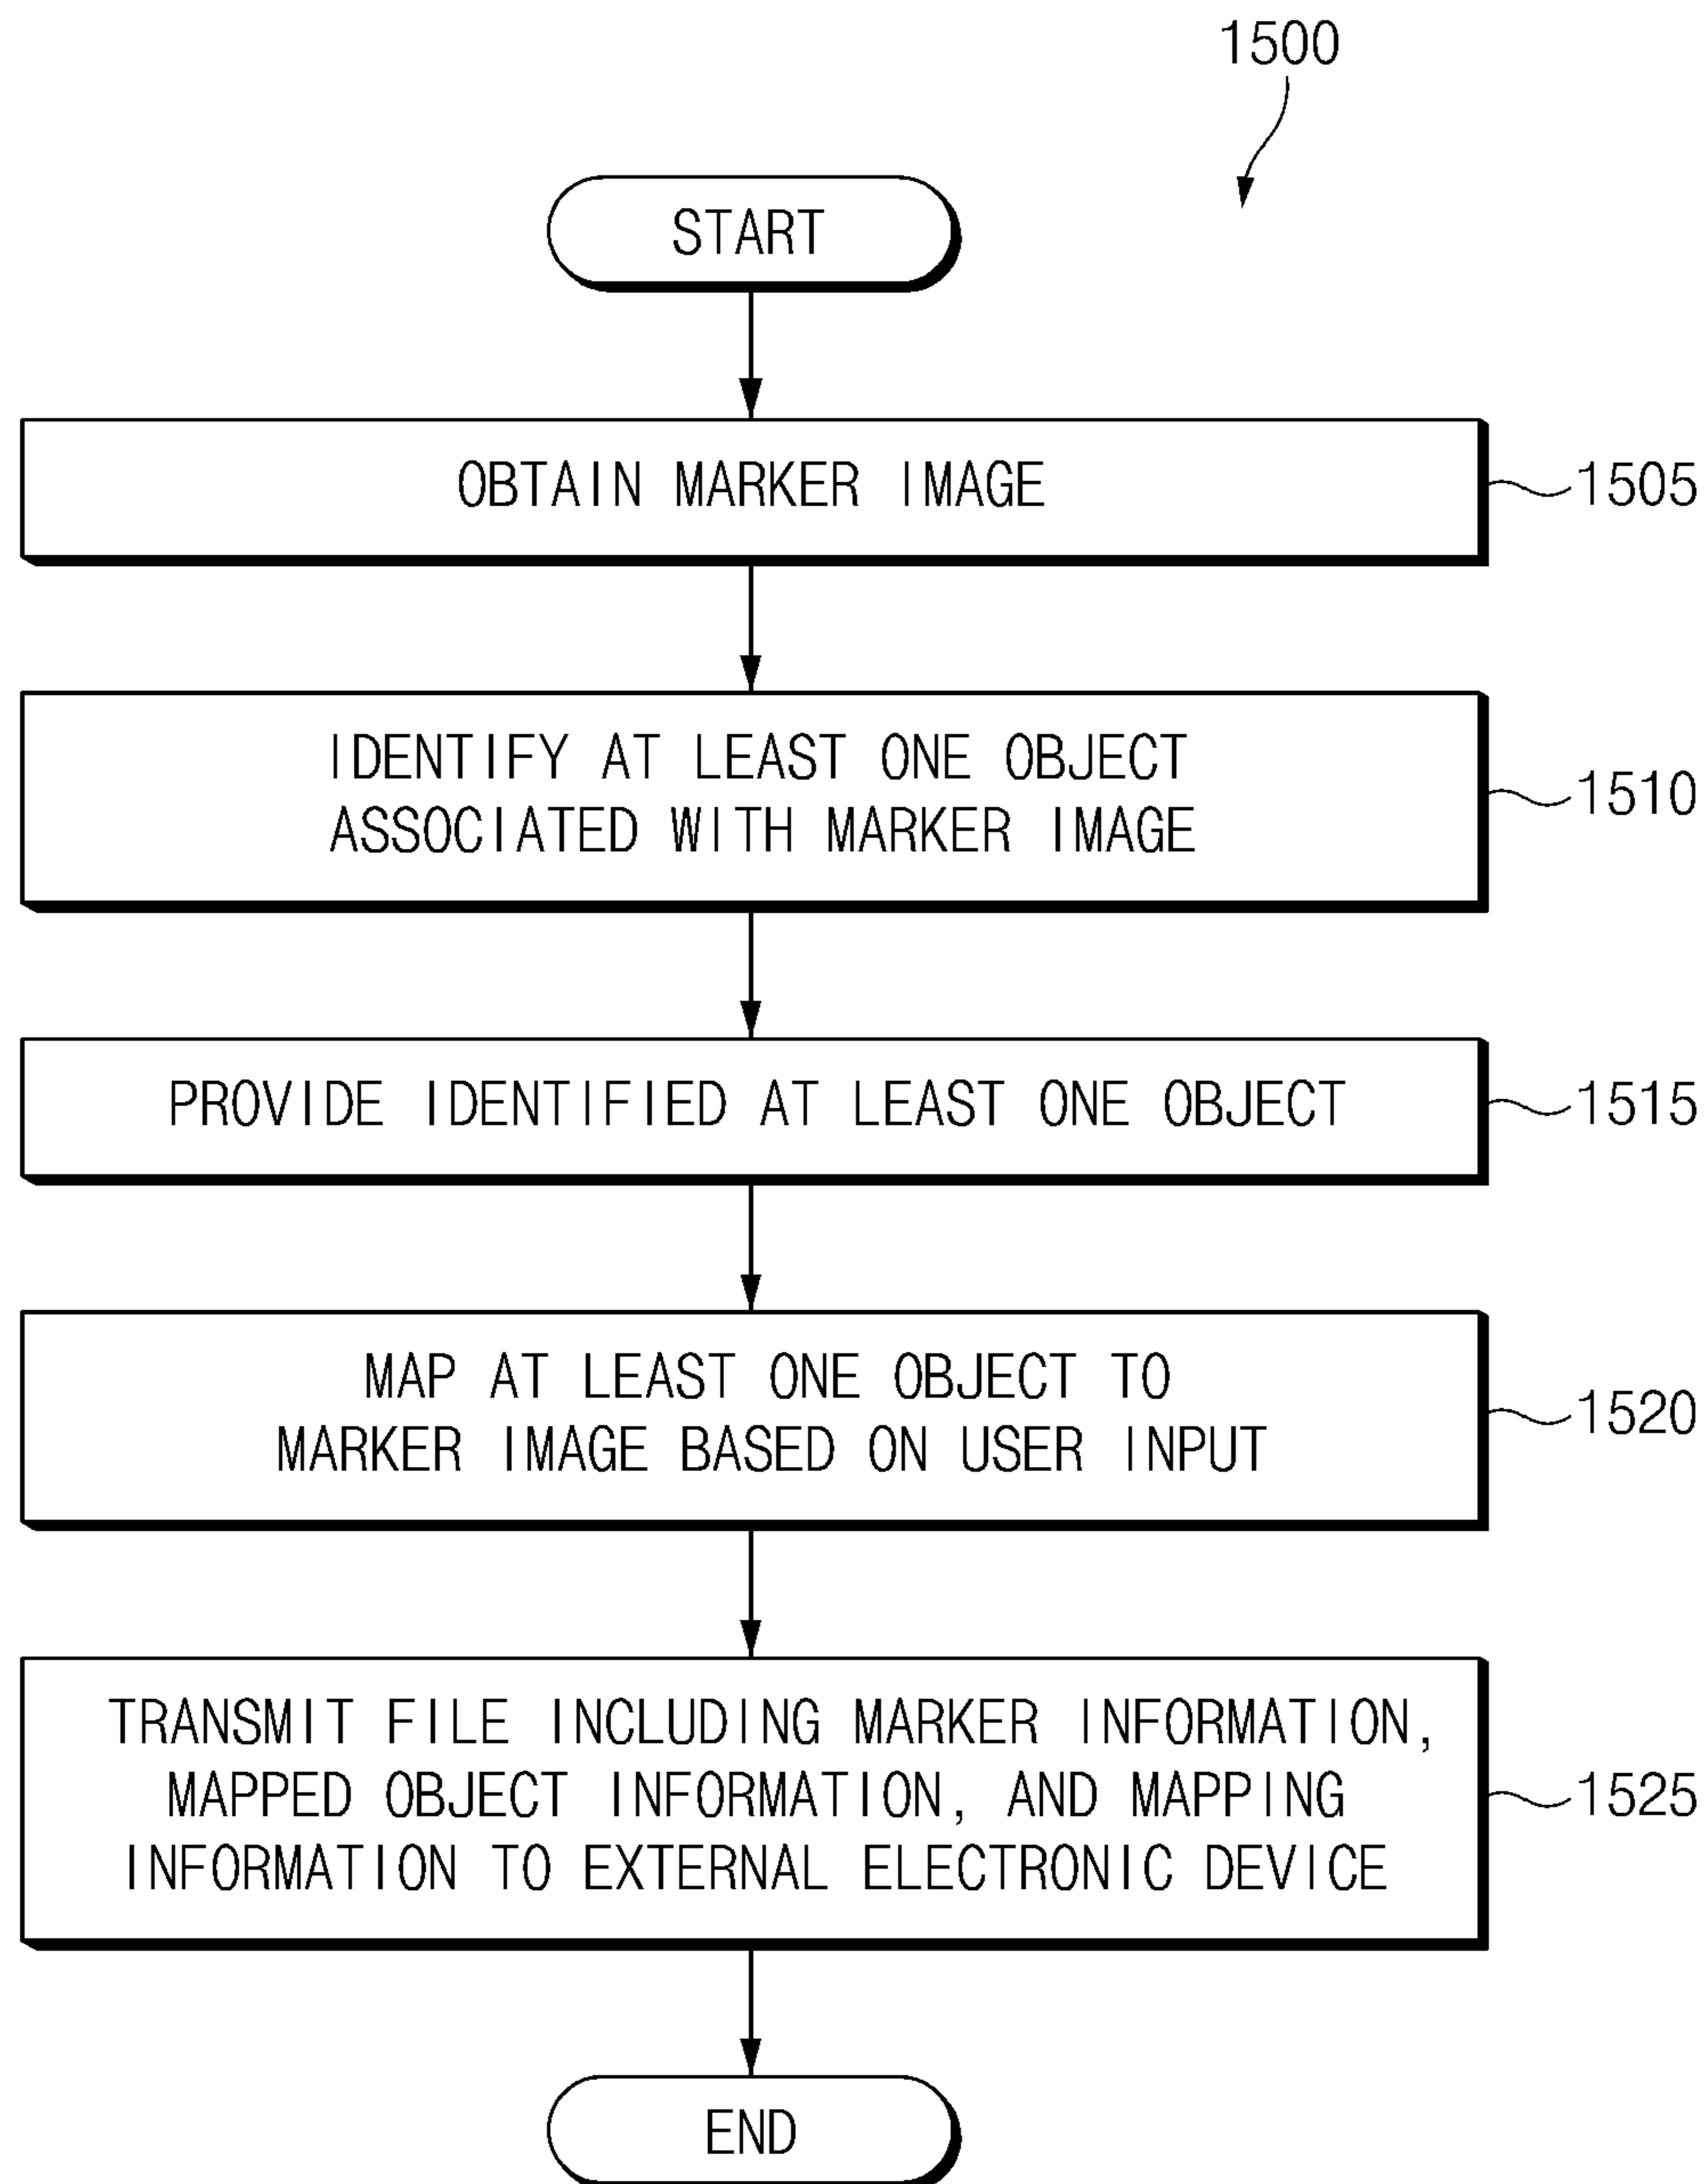 1500
START
OBTAIN MARKER IMAGE
1505
IDENTIFY AT LEAST ONE OBJECT
ASSOCIATED WITH MARKER IMAGE
1510
PROVIDE IDENTIFIED AT LEAST ONE OBJECT
1515
MAP AT LEAST ONE OBJECT TO
MARKER IMAGE BASED ON USER INPUT
1520
TRANSMIT FILE INCLUDING MARKER INFORMATION,
MAPPED OBJECT INFORMATION, AND MAPPING
INFORMATION TO EXTERNAL ELECTRONIC DEVICE
1525
END